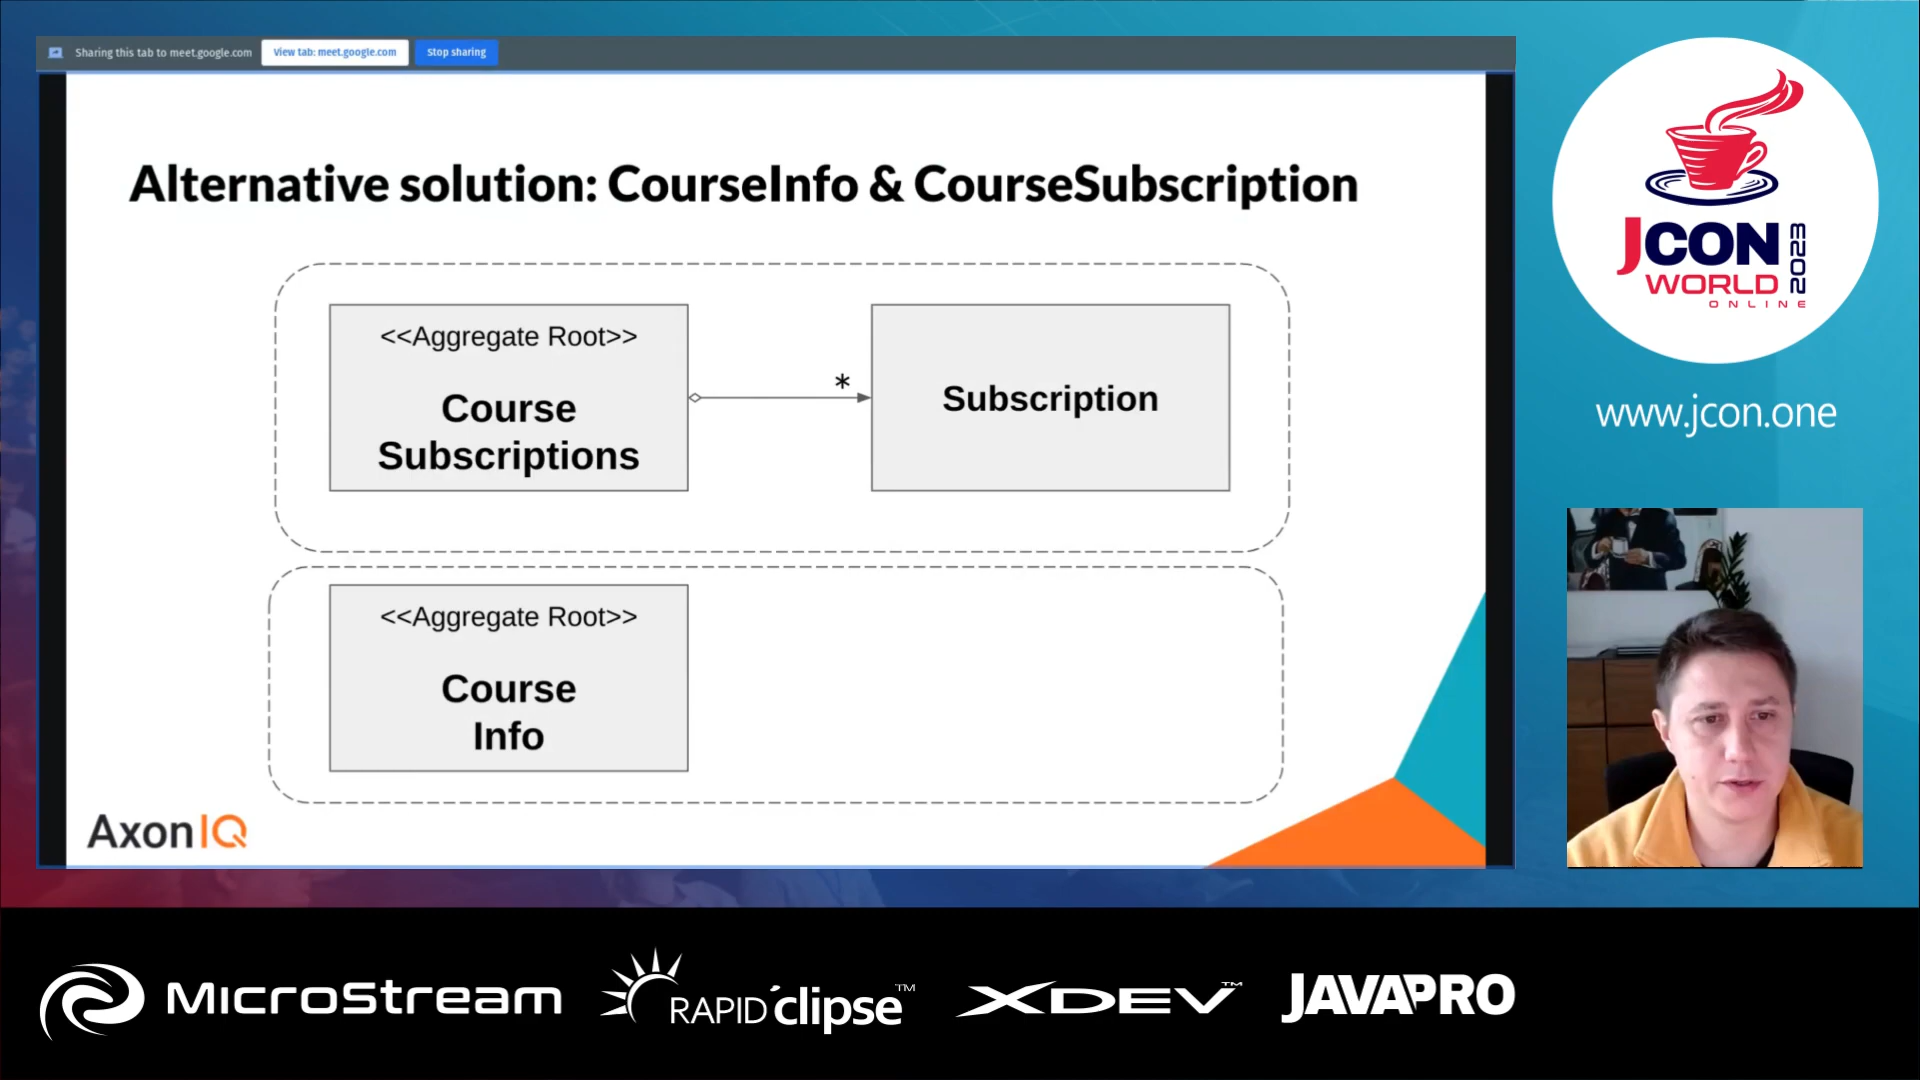 Sharing this tab to meet.google.com View tab: meet.google.com Stop sharing
Alternative solution: CourseInfo & CourseSubscription
<<Aggregate Root>>
Course
Subscriptions
*
Subscription
<<Aggregate Root>>
Course
Info
AxonIQ
JCON
WORLD
ONLINE
2023
www.jcon.one
MicroStream
RAPID'clipse™
XDEV™
JAVAPRO